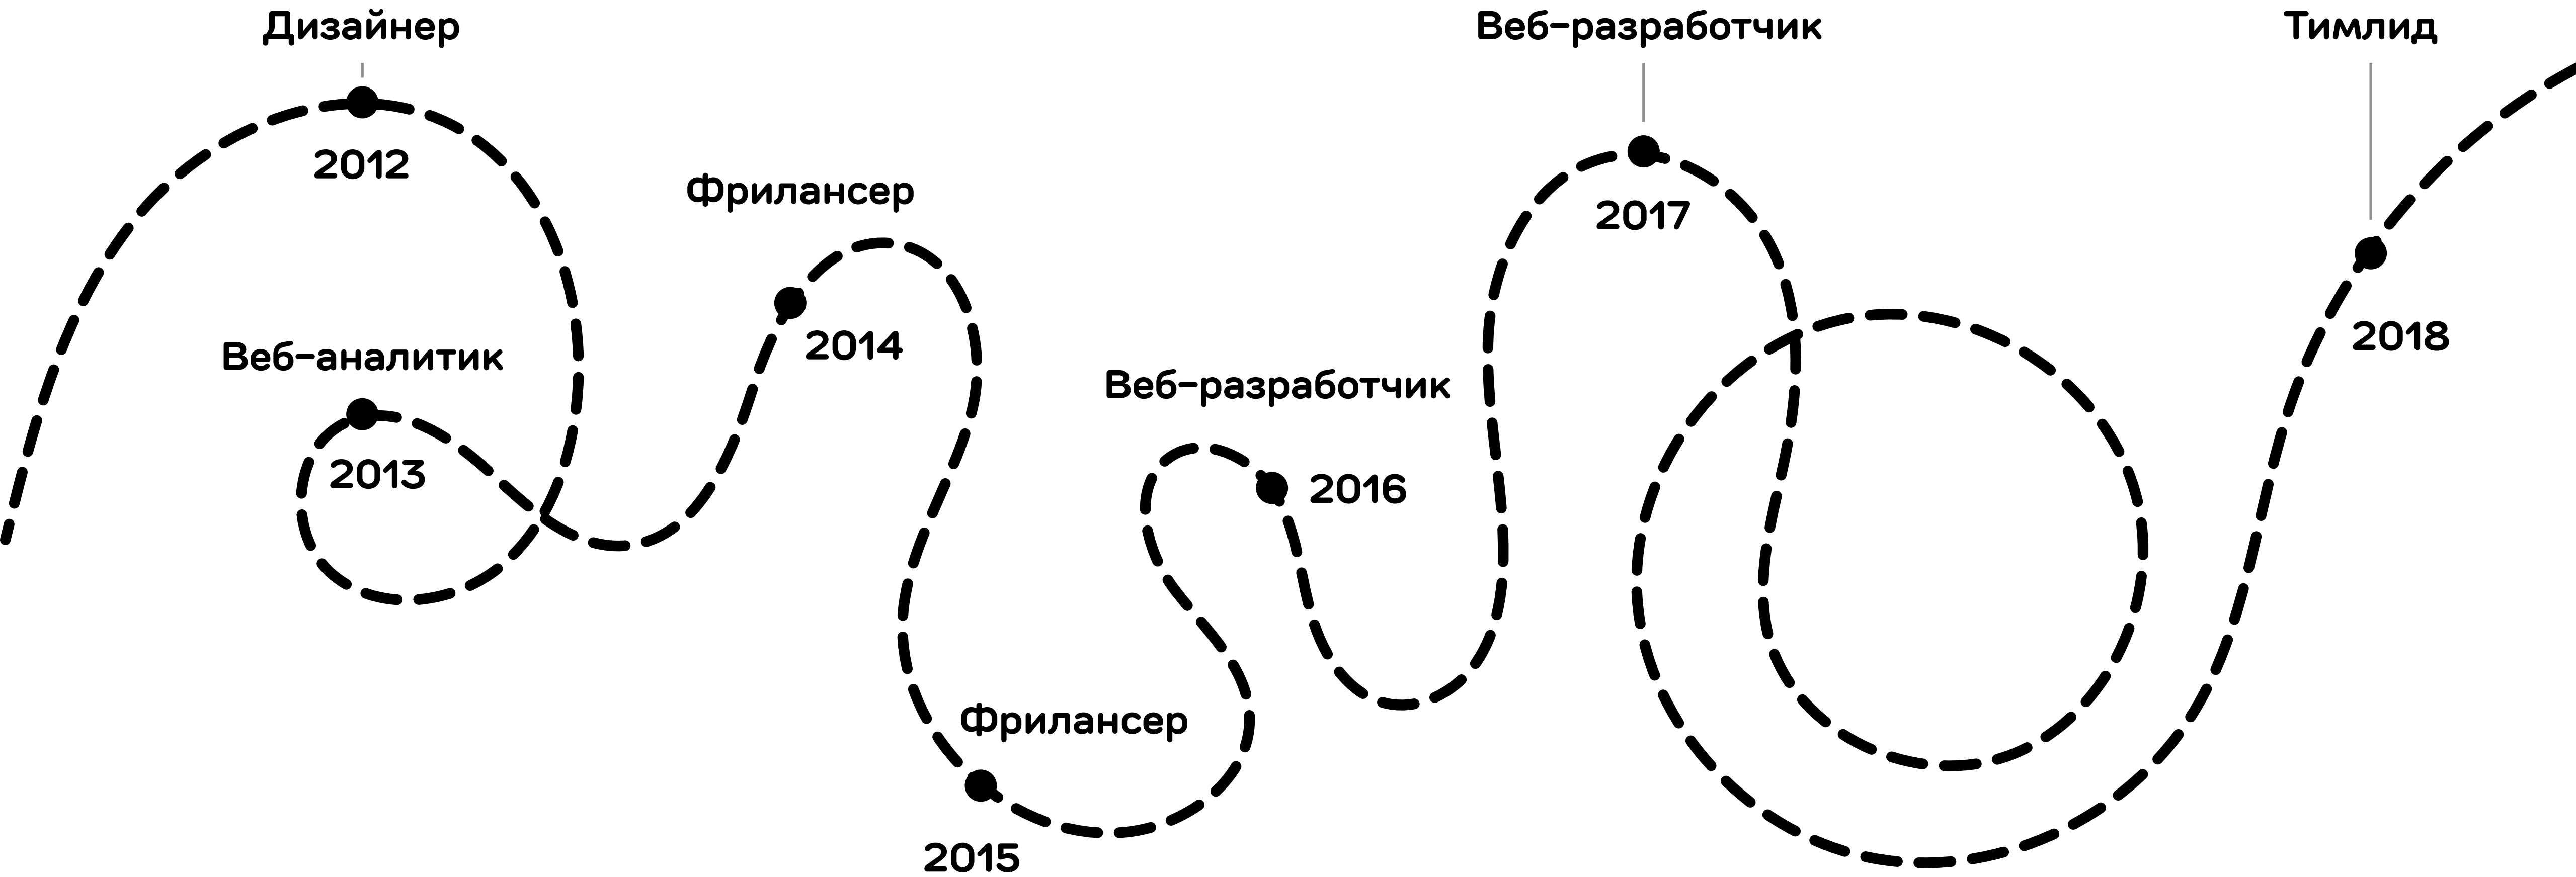 Дизайнер
2012
Веб-аналитик
2013
Фрилансер
2014
Фрилансер
2015
Веб-разработчик
2016
Веб-разработчик
2017
Тимлид
2018